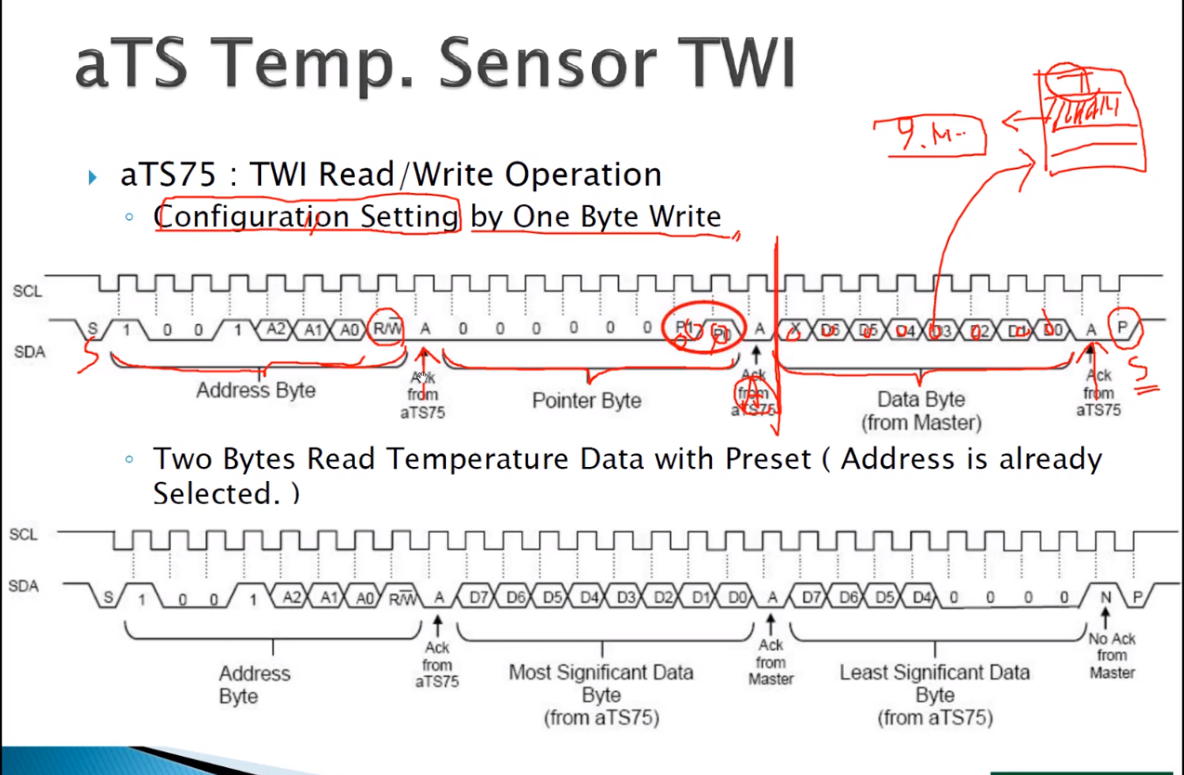 aTS Temp. Sensor TWI
aTS75 : TWI Read/Write Operation
Configuration Setting by One Byte Write
SCL
SDA
S 1 0 0 1 A2 A1 A0 R/W A 0 0 0 0 0 0 P1 P0 A X D6 D5 D4 D3 D2 D1 D0 A P
Address Byte
Ack from aTS75
Pointer Byte
Ack from aTS75
Data Byte
(from Master)
Ack from aTS75
Two Bytes Read Temperature Data with Preset ( Address is already
Selected. )
SCL
SDA
S 1 0 0 1 A2 A1 A0 R/W A D7 D6 D5 D4 D3 D2 D1 D0 A D7 D6 D5 D4 0 0 0 0 N P
Address
Byte
Ack
from
aTS75
Most Significant Data
Byte
(from aTS75)
Ack
from
Master
Least Significant Data
Byte
(from aTS75)
No Ack
from
Master